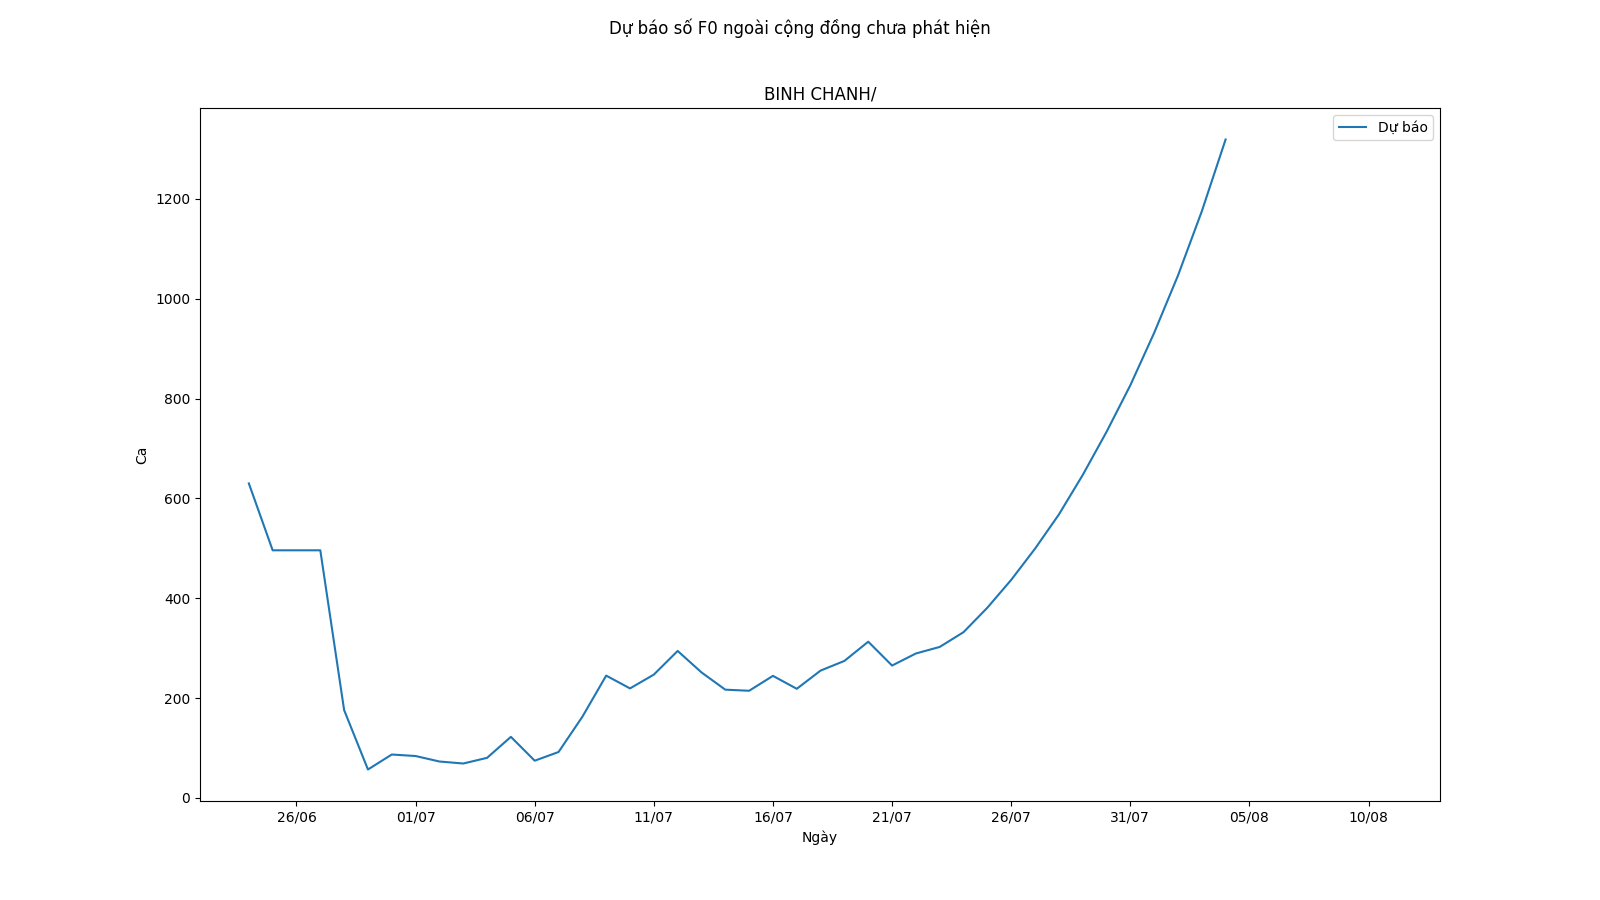 Dự báo số F0 ngoài cộng đồng chưa phát hiện
BINH CHANH/
Dự báo
1200
1000
800
600
400
200
0
Ca
26/06 01/07 06/07 11/07 16/07 21/07 26/07 31/07 05/08 10/08
Ngày